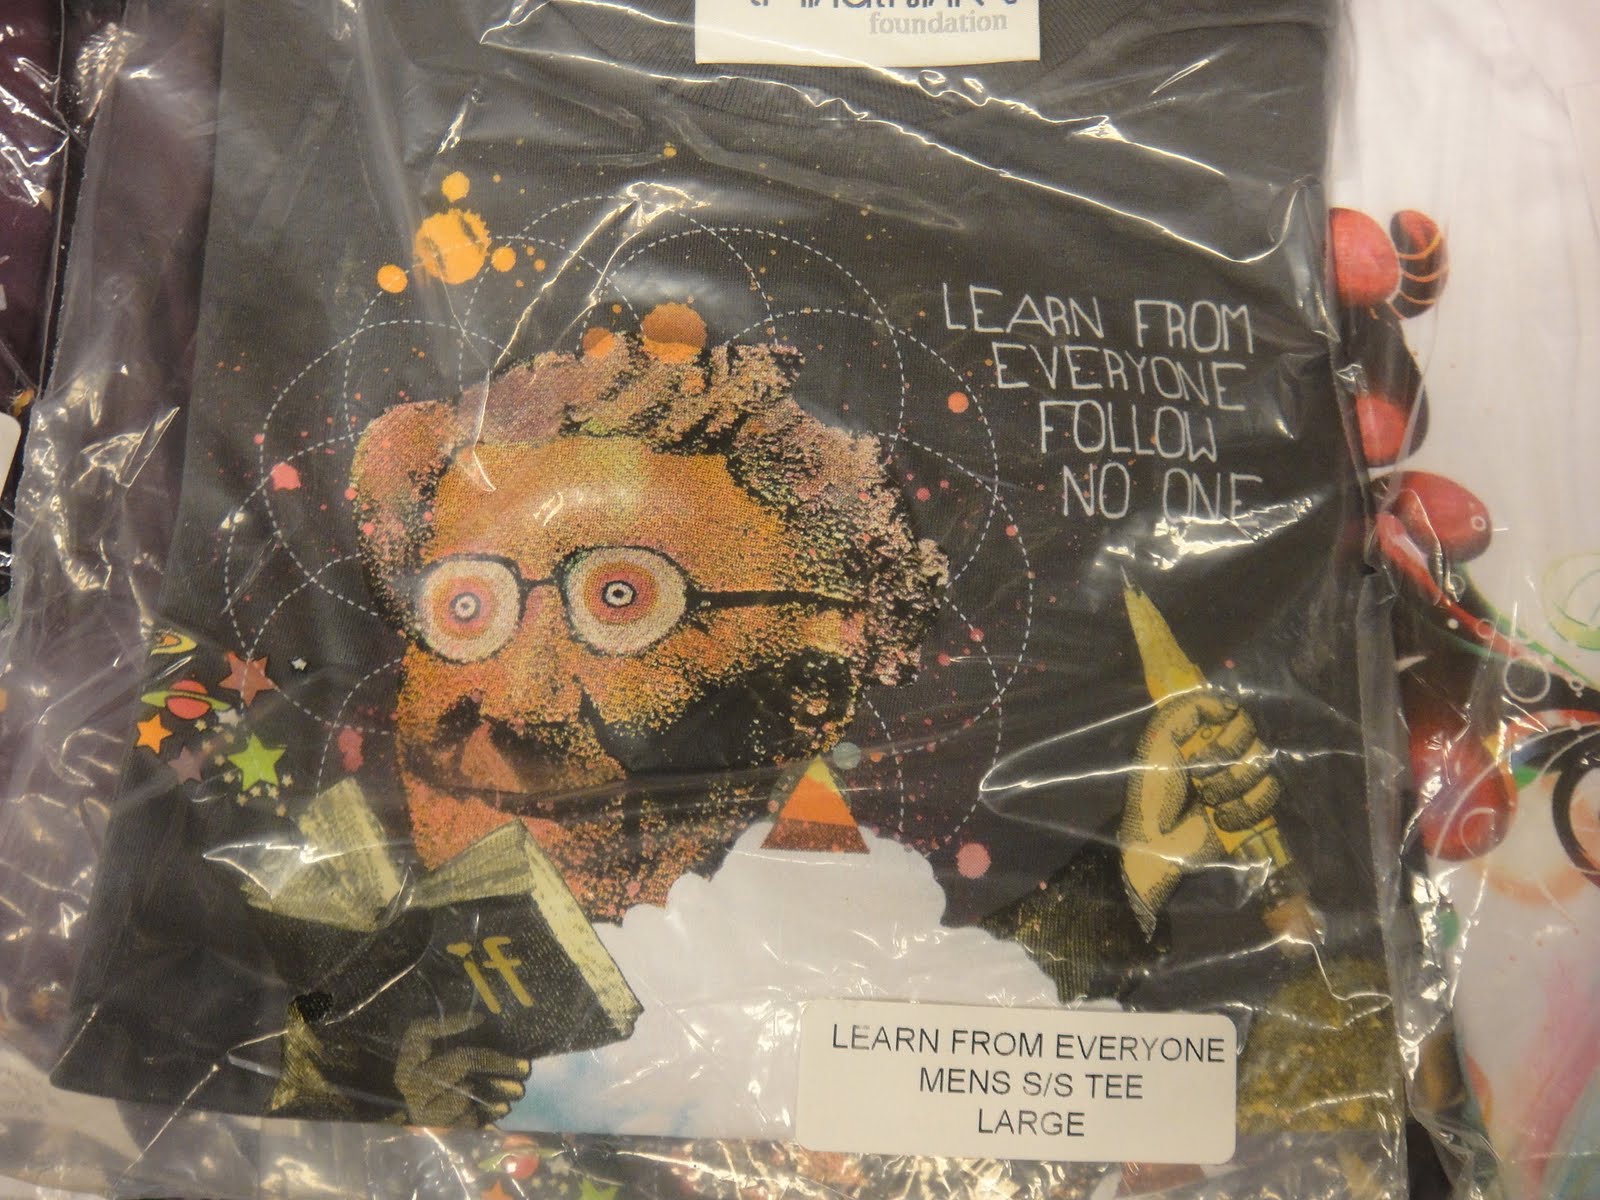 foundation
LEARN FROM
EVERYONE
FOLLOW
NO ONE
if
LEARN FROM EVERYONE
MENS S/S TEE
LARGE